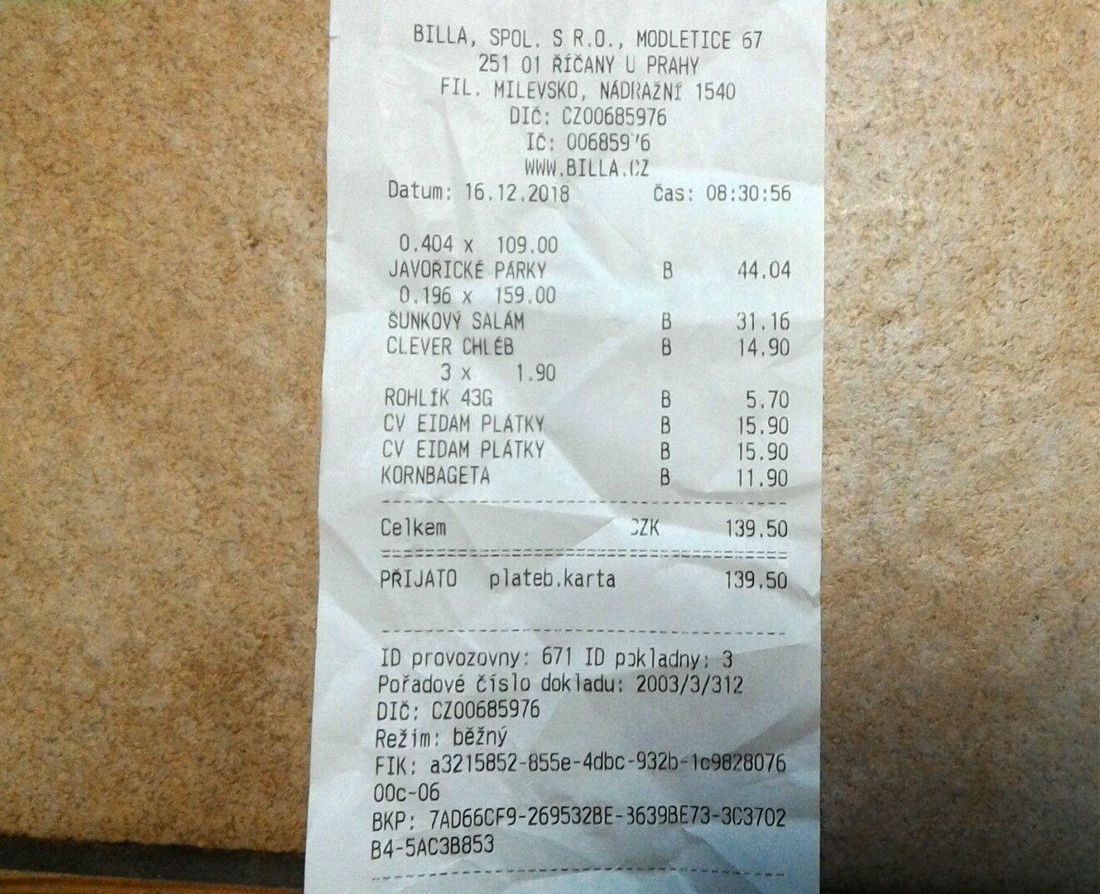 BILLA, SPOL. S R.O., MODLETICE 67
251 01 ŘÍČANY U PRAHY
FIL. MILEVSKO, NÁDRAŽNÍ 1540
DIČ: CZ00685976
IČ: 00685976
WWW.BILLA.CZ
Datum: 16.12.2018 Čas: 08:30:56
0.404 x 109.00
JAVOŘICKÉ PÁRKY B 44.04
0.196 x 159.00
ŠUNKOVÝ SALÁM B 31.16
CLEVER CHLÉB B 14.90
3 x 1.90
ROHLÍK 43G B 5.70
CV EIDAM PLÁTKY B 15.90
CV EIDAM PLÁTKY B 15.90
KORNBAGETA B 11.90
Celkem CZK 139.50
PŘIJATO plateb.karta 139.50
ID provozovny: 671 ID pokladny: 3
Pořadové číslo dokladu: 2003/3/312
DIČ: CZ00685976
Režim: běžný
FIK: a3215852-855e-4dbc-932b-1c9828076
00c-06
BKP: 7AD66CF9-269532BE-3639BE73-3C3702
B4-5AC3B853